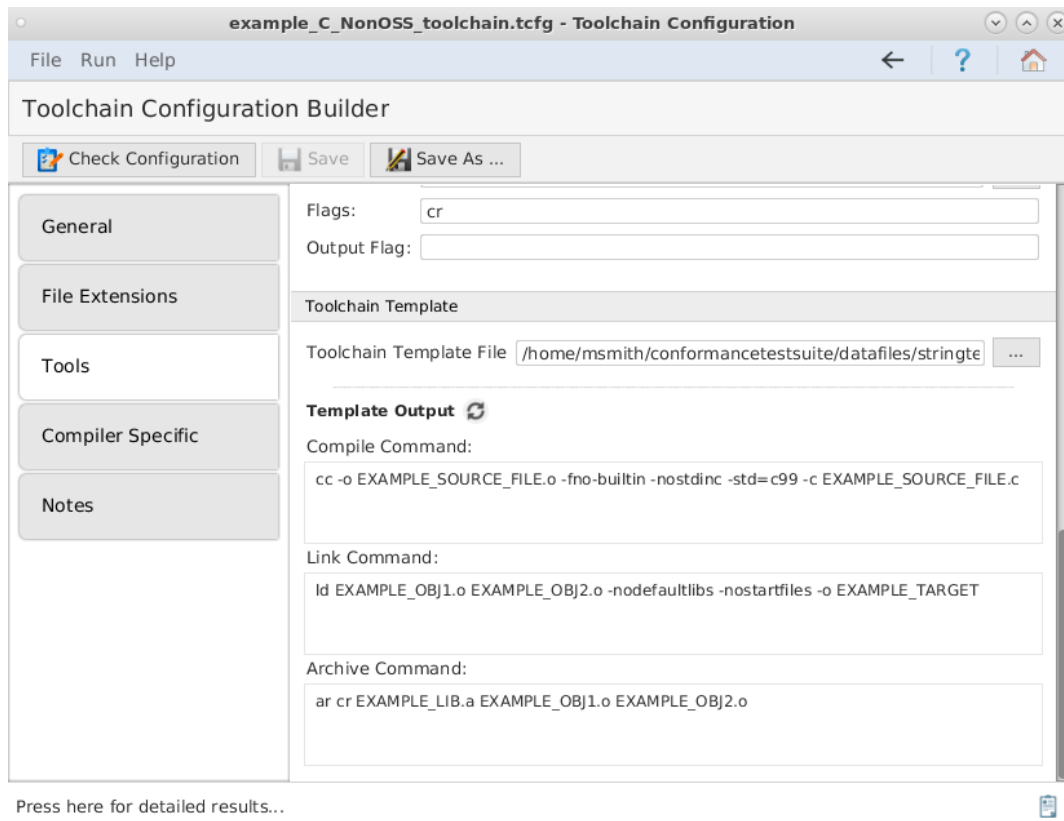 example_C_NonOSS_toolchain.tcfg - Toolchain Configuration
File Run Help
Toolchain Configuration Builder
Check Configuration Save Save As ...
General
File Extensions
Tools
Compiler Specific
Notes
Flags: cr
Output Flag:
Toolchain Template
Toolchain Template File /home/msmith/conformancetestsuite/datafiles/stringte ...
Template Output
Compile Command:
cc -o EXAMPLE_SOURCE_FILE.o -fno-builtin -nostdinc -std=c99 -c EXAMPLE_SOURCE_FILE.c
Link Command:
ld EXAMPLE_OBJ1.o EXAMPLE_OBJ2.o -nodefaultlibs -nostartfiles -o EXAMPLE_TARGET
Archive Command:
ar cr EXAMPLE_LIB.a EXAMPLE_OBJ1.o EXAMPLE_OBJ2.o
Press here for detailed results...